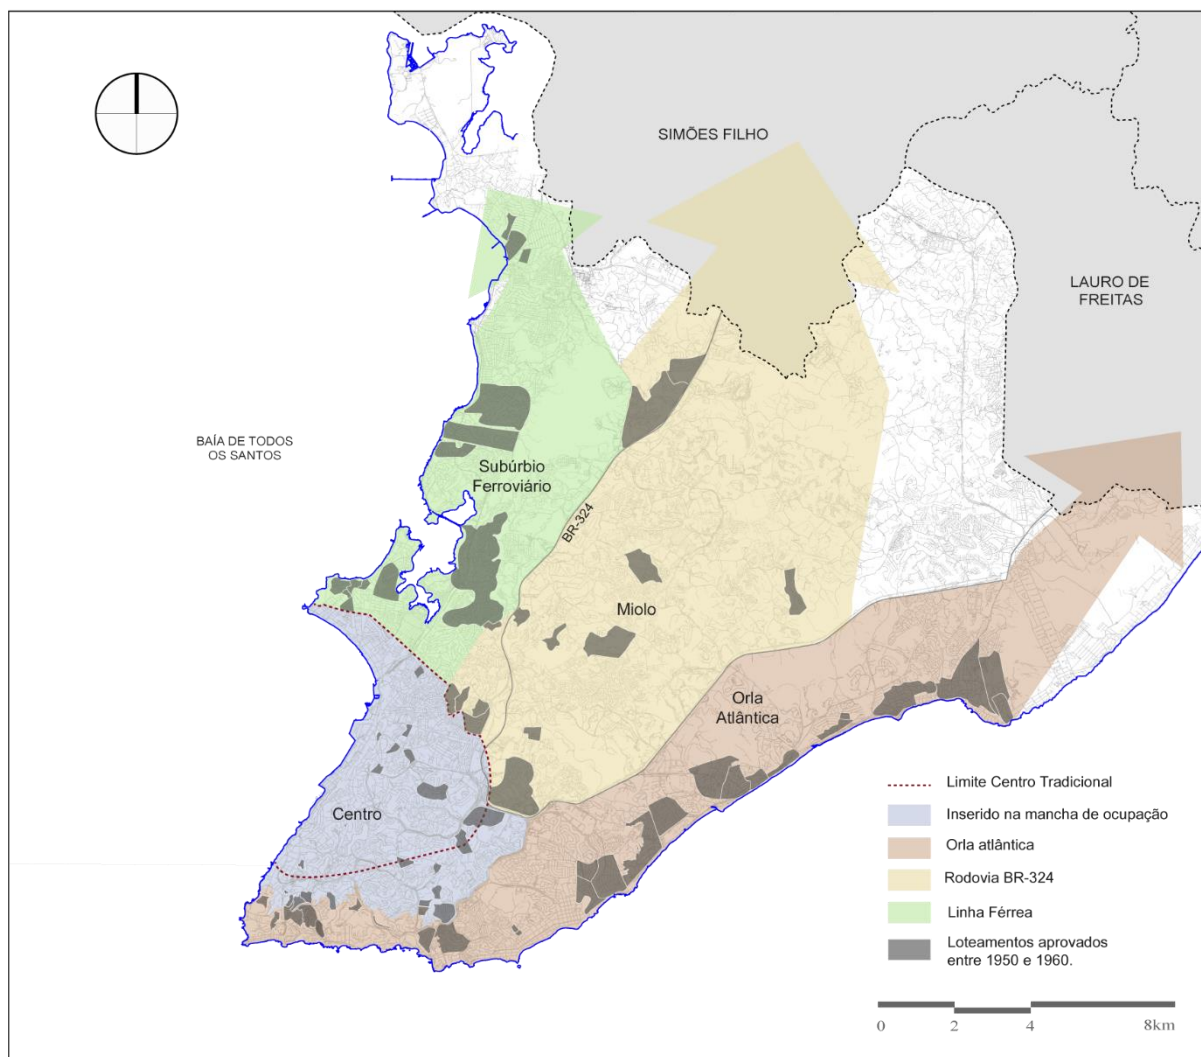 SIMÕES FILHO
LAURO DE
FREITAS
BAÍA DE TODOS
OS SANTOS
Subúrbio
Ferroviário
BR-324
Miolo
Orla
Atlântica
Centro
Limite Centro Tradicional
Inserido na mancha de ocupação
Orla atlântica
Rodovia BR-324
Linha Férrea
Loteamentos aprovados
entre 1950 e 1960.
0 2 4 8km